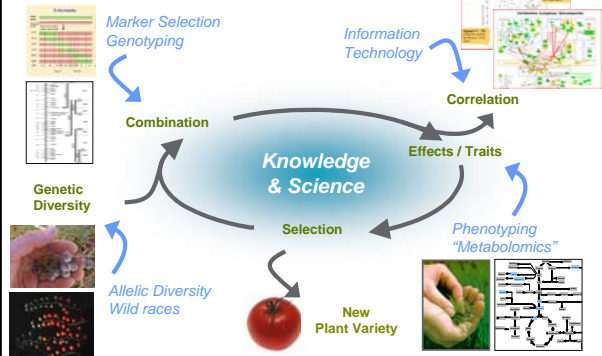 Marker Selection
Genotyping
Information
Technology
Correlation
Combination
Effects / Traits
Knowledge
& Science
Genetic
Diversity
Selection
Phenotyping
“Metabolomics”
Allelic Diversity
Wild races
New
Plant Variety